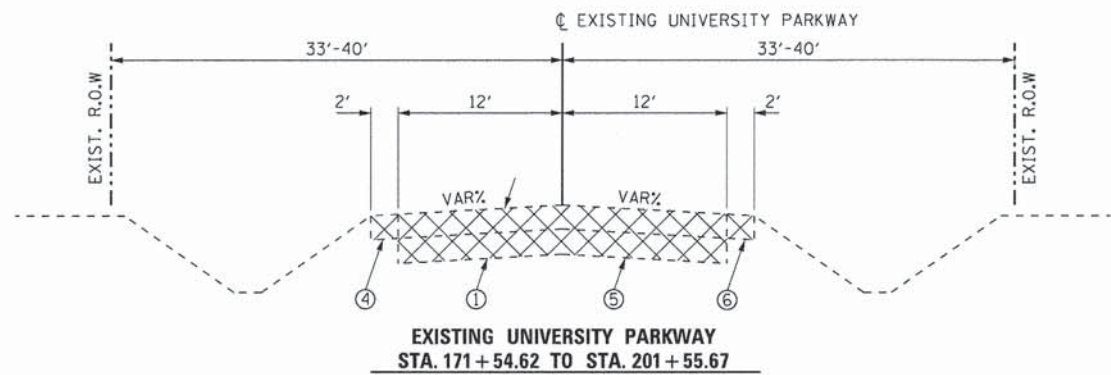 ℄ EXISTING UNIVERSITY PARKWAY
33'-40' 33'-40'
2' 12' 12' 2'
EXIST. R.O.W
EXIST. R.O.W
VAR% VAR%
④ ① ⑤ ⑥
EXISTING UNIVERSITY PARKWAY
STA. 171+54.62 TO STA. 201+55.67